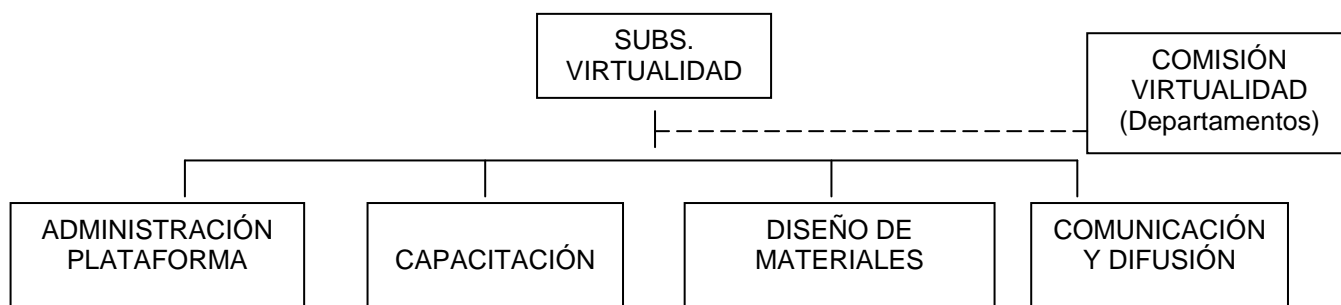 SUBS.
VIRTUALIDAD
COMISIÓN
VIRTUALIDAD
(Departamentos)
ADMINISTRACIÓN
PLATAFORMA
CAPACITACIÓN
DISEÑO DE
MATERIALES
COMUNICACIÓN
Y DIFUSIÓN